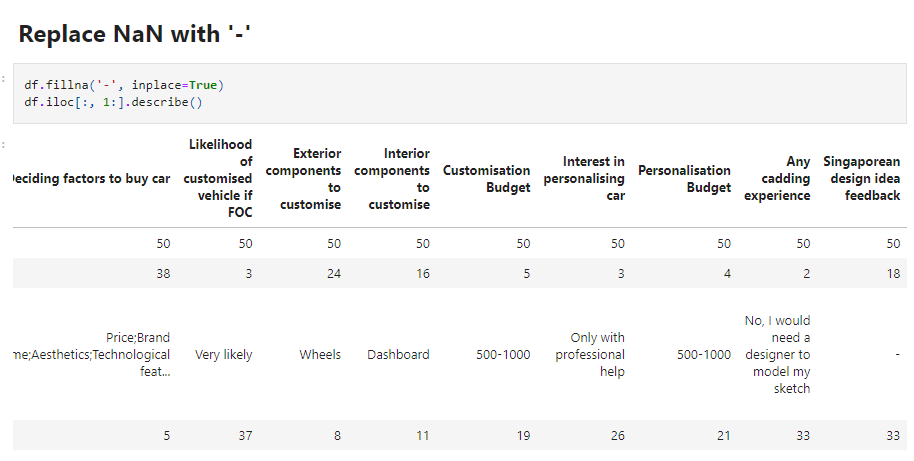 Replace NaN with '-'
:
df.fillna('-', inplace=True)
df.iloc[:, 1:].describe()
:
eciding factors to buy car Likelihood of customised vehicle if FOC Exterior components to customise Interior components to customise Customisation Budget Interest in personalising car Personalisation Budget Any cadding experience Singaporean design idea feedback
50 50 50 50 50 50 50 50 50
38 3 24 16 5 3 4 2 18
Price;Brand me;Aesthetics;Technological feat... Very likely Wheels Dashboard 500-1000 Only with professional help 500-1000 No, I would need a designer to model my sketch -
5 37 8 11 19 26 21 33 33